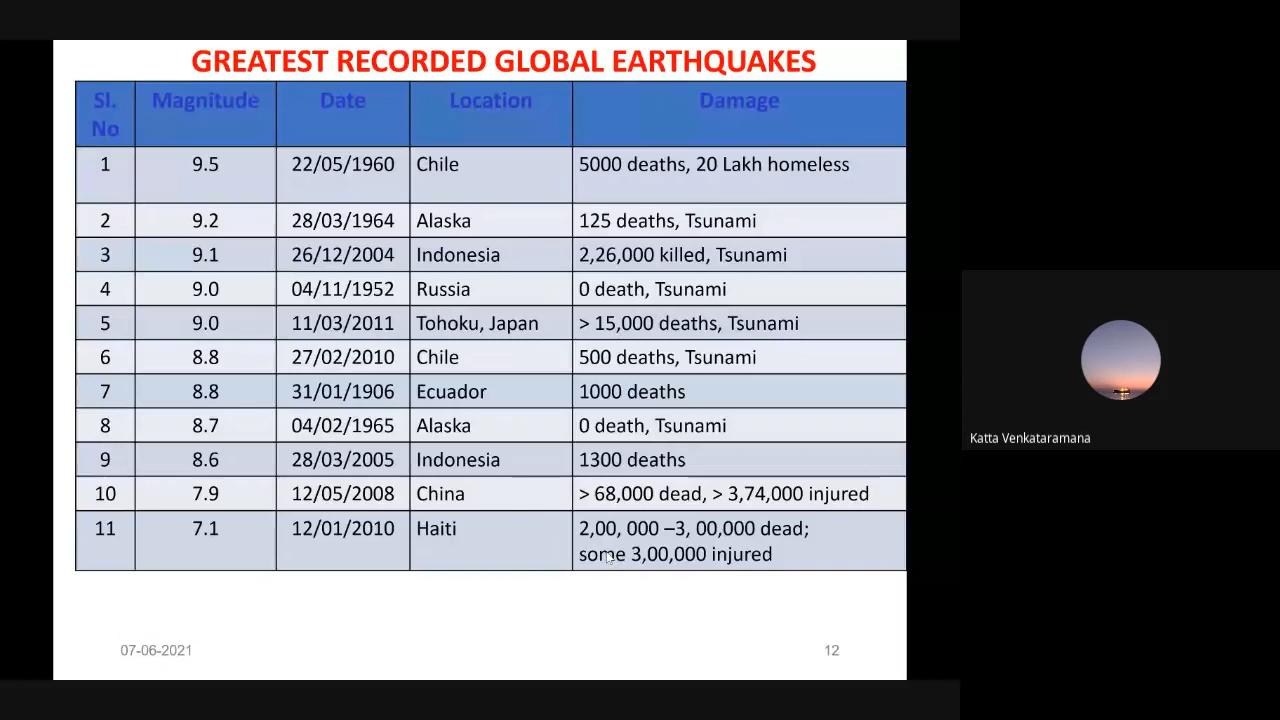 GREATEST RECORDED GLOBAL EARTHQUAKES
Sl. No Magnitude Date Location Damage
1 9.5 22/05/1960 Chile 5000 deaths, 20 Lakh homeless
2 9.2 28/03/1964 Alaska 125 deaths, Tsunami
3 9.1 26/12/2004 Indonesia 2,26,000 killed, Tsunami
4 9.0 04/11/1952 Russia 0 death, Tsunami
5 9.0 11/03/2011 Tohoku, Japan > 15,000 deaths, Tsunami
6 8.8 27/02/2010 Chile 500 deaths, Tsunami
7 8.8 31/01/1906 Ecuador 1000 deaths
8 8.7 04/02/1965 Alaska 0 death, Tsunami
9 8.6 28/03/2005 Indonesia 1300 deaths
10 7.9 12/05/2008 China > 68,000 dead, > 3,74,000 injured
11 7.1 12/01/2010 Haiti 2,00, 000 –3, 00,000 dead;
some 3,00,000 injured
07-06-2021 12
Katta Venkataramana